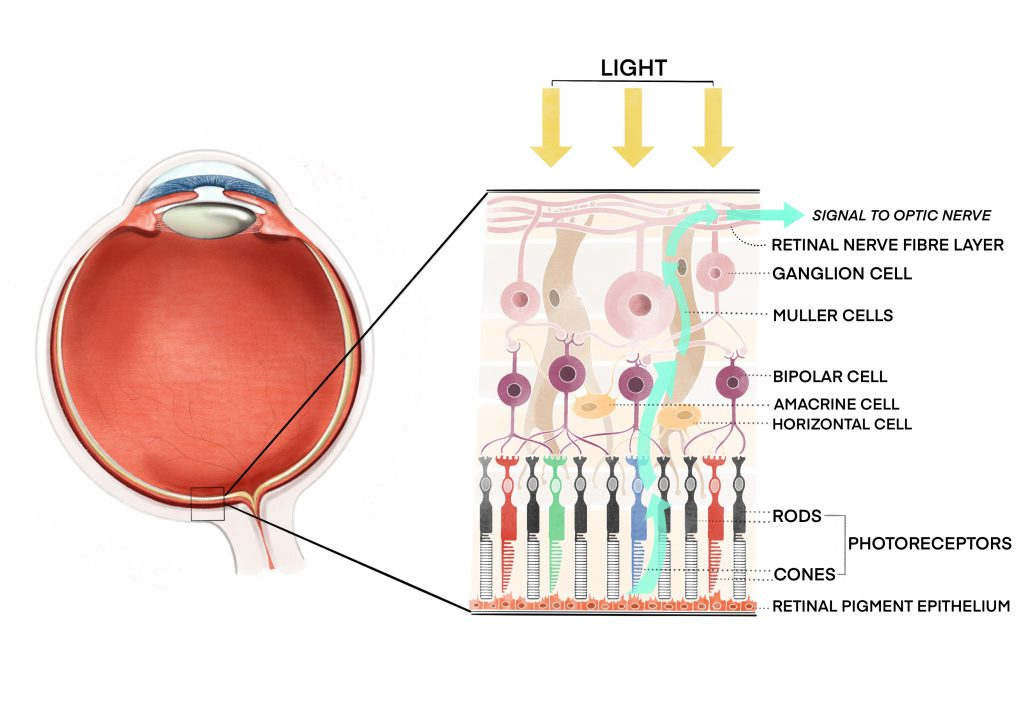 LIGHT
SIGNAL TO OPTIC NERVE
RETINAL NERVE FIBRE LAYER
GANGLION CELL
MULLER CELLS
BIPOLAR CELL
AMACRINE CELL
HORIZONTAL CELL
RODS
PHOTORECEPTORS
CONES
RETINAL PIGMENT EPITHELIUM